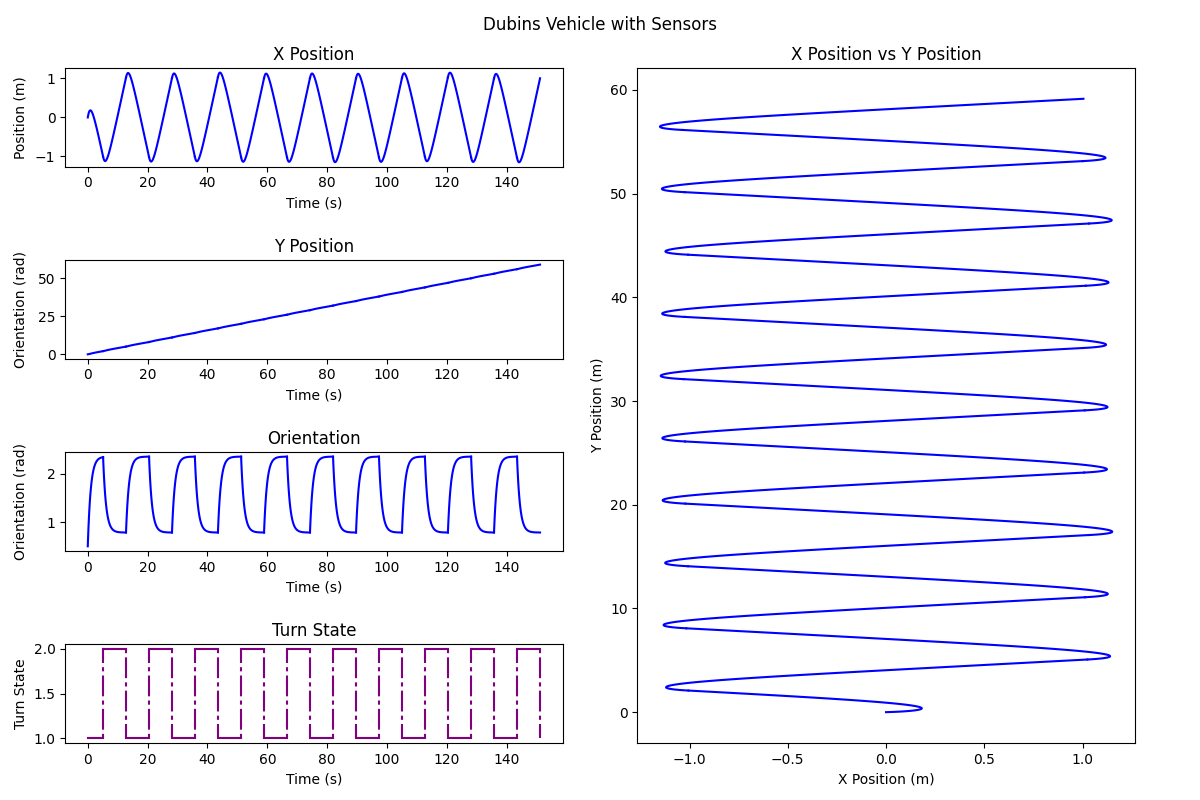 Dubins Vehicle with Sensors
X Position
Position (m)
1
0
−1
0 20 40 60 80 100 120 140
Time (s)
Y Position
Orientation (rad)
50
25
0
0 20 40 60 80 100 120 140
Time (s)
Orientation
Orientation (rad)
2
1
0 20 40 60 80 100 120 140
Time (s)
Turn State
Turn State
2.0
1.5
1.0
0 20 40 60 80 100 120 140
Time (s)
X Position vs Y Position
Y Position (m)
60
50
40
30
20
10
0
−1.0 −0.5 0.0 0.5 1.0
X Position (m)